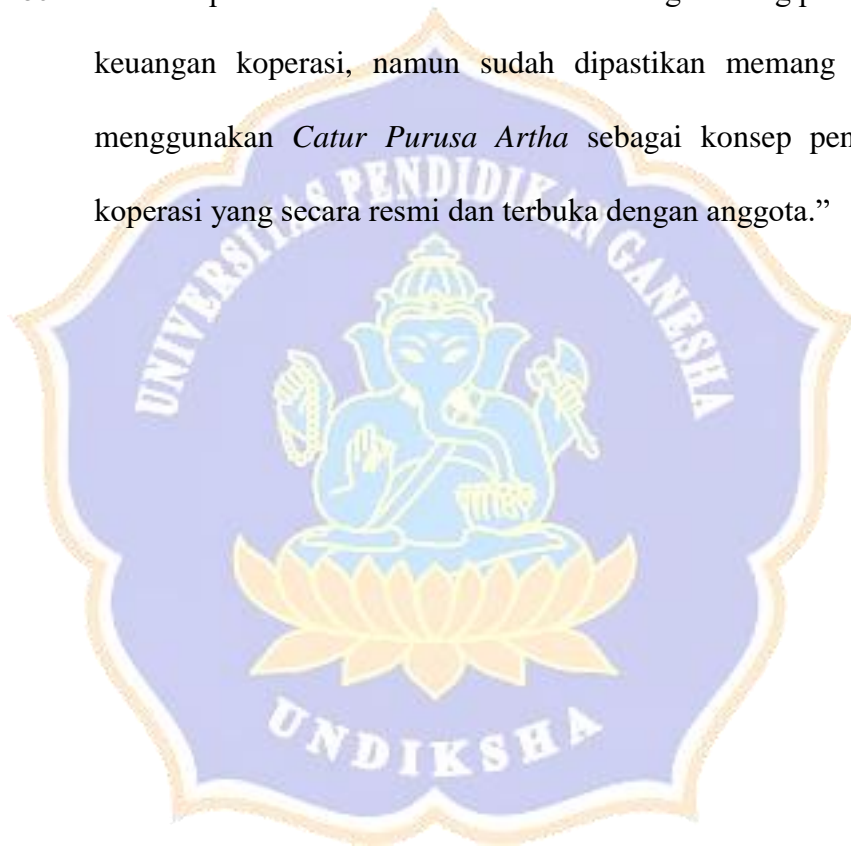 keuangan koperasi, namun sudah dipastikan memang
menggunakan Catur Purusa Artha sebagai konsep pen
koperasi yang secara resmi dan terbuka dengan anggota.”
UNIVERSITAS PENDIDIKAN GANESHA
UNDIKSHA